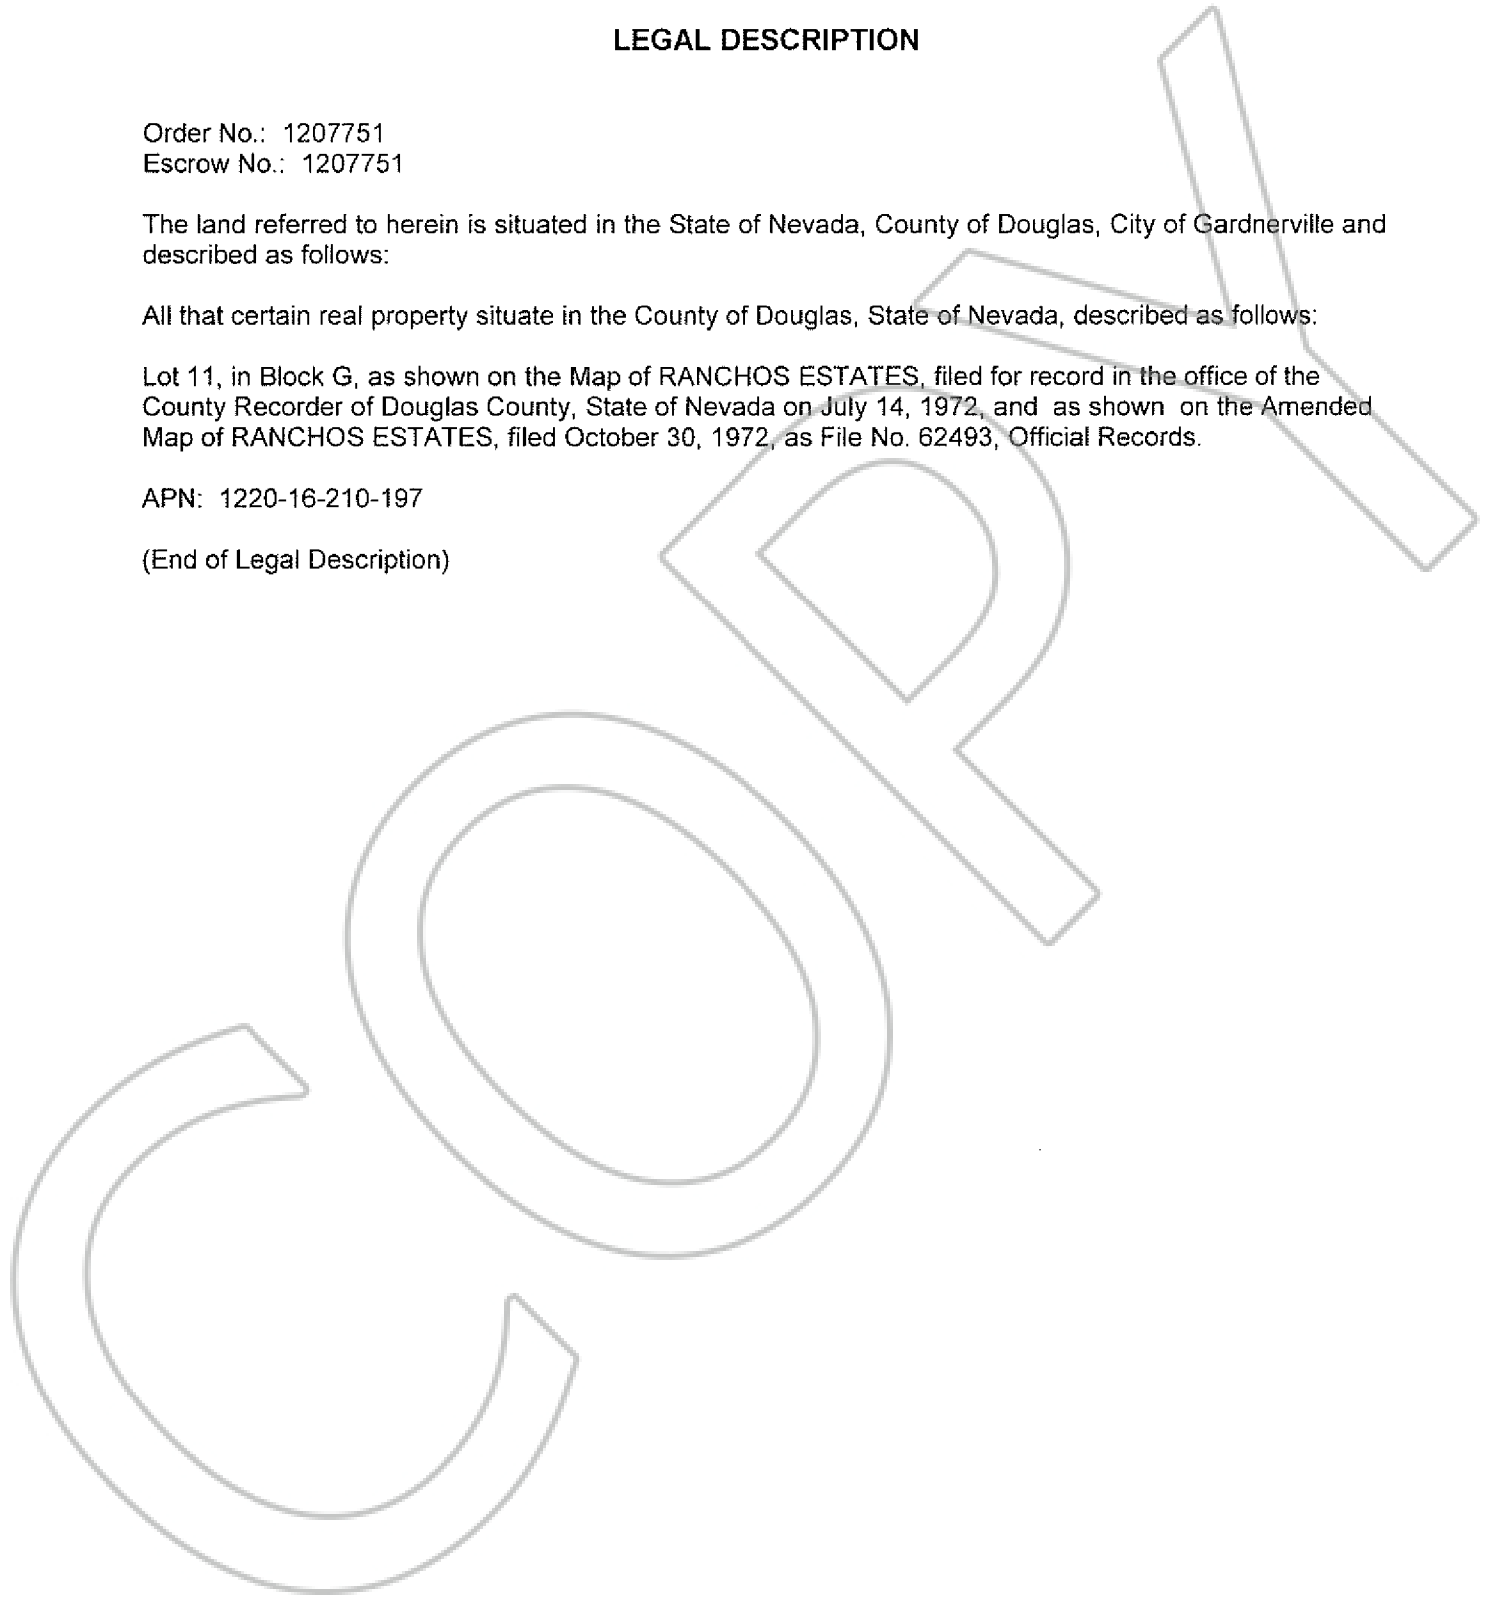 LEGAL DESCRIPTION
Order No.: 1207751
Escrow No.: 1207751
The land referred to herein is situated in the State of Nevada, County of Douglas, City of Gardnerville and
described as follows:
All that certain real property situate in the County of Douglas, State of Nevada, described as follows:
Lot 11, in Block G, as shown on the Map of RANCHOS ESTATES, filed for record in the office of the
County Recorder of Douglas County, State of Nevada on July 14, 1972, and as shown on the Amended
Map of RANCHOS ESTATES, filed October 30, 1972, as File No. 62493, Official Records.
APN: 1220-16-210-197
(End of Legal Description)
COPY